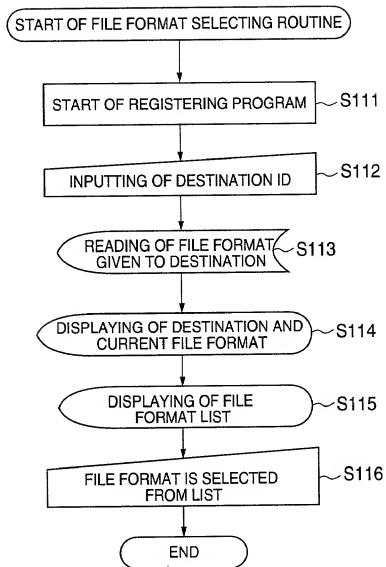 START OF FILE FORMAT SELECTING ROUTINE
START OF REGISTERING PROGRAM
S111
INPUTTING OF DESTINATION ID
S112
READING OF FILE FORMAT
GIVEN TO DESTINATION
S113
DISPLAYING OF DESTINATION AND
CURRENT FILE FORMAT
S114
DISPLAYING OF FILE
FORMAT LIST
S115
FILE FORMAT IS SELECTED
FROM LIST
S116
END